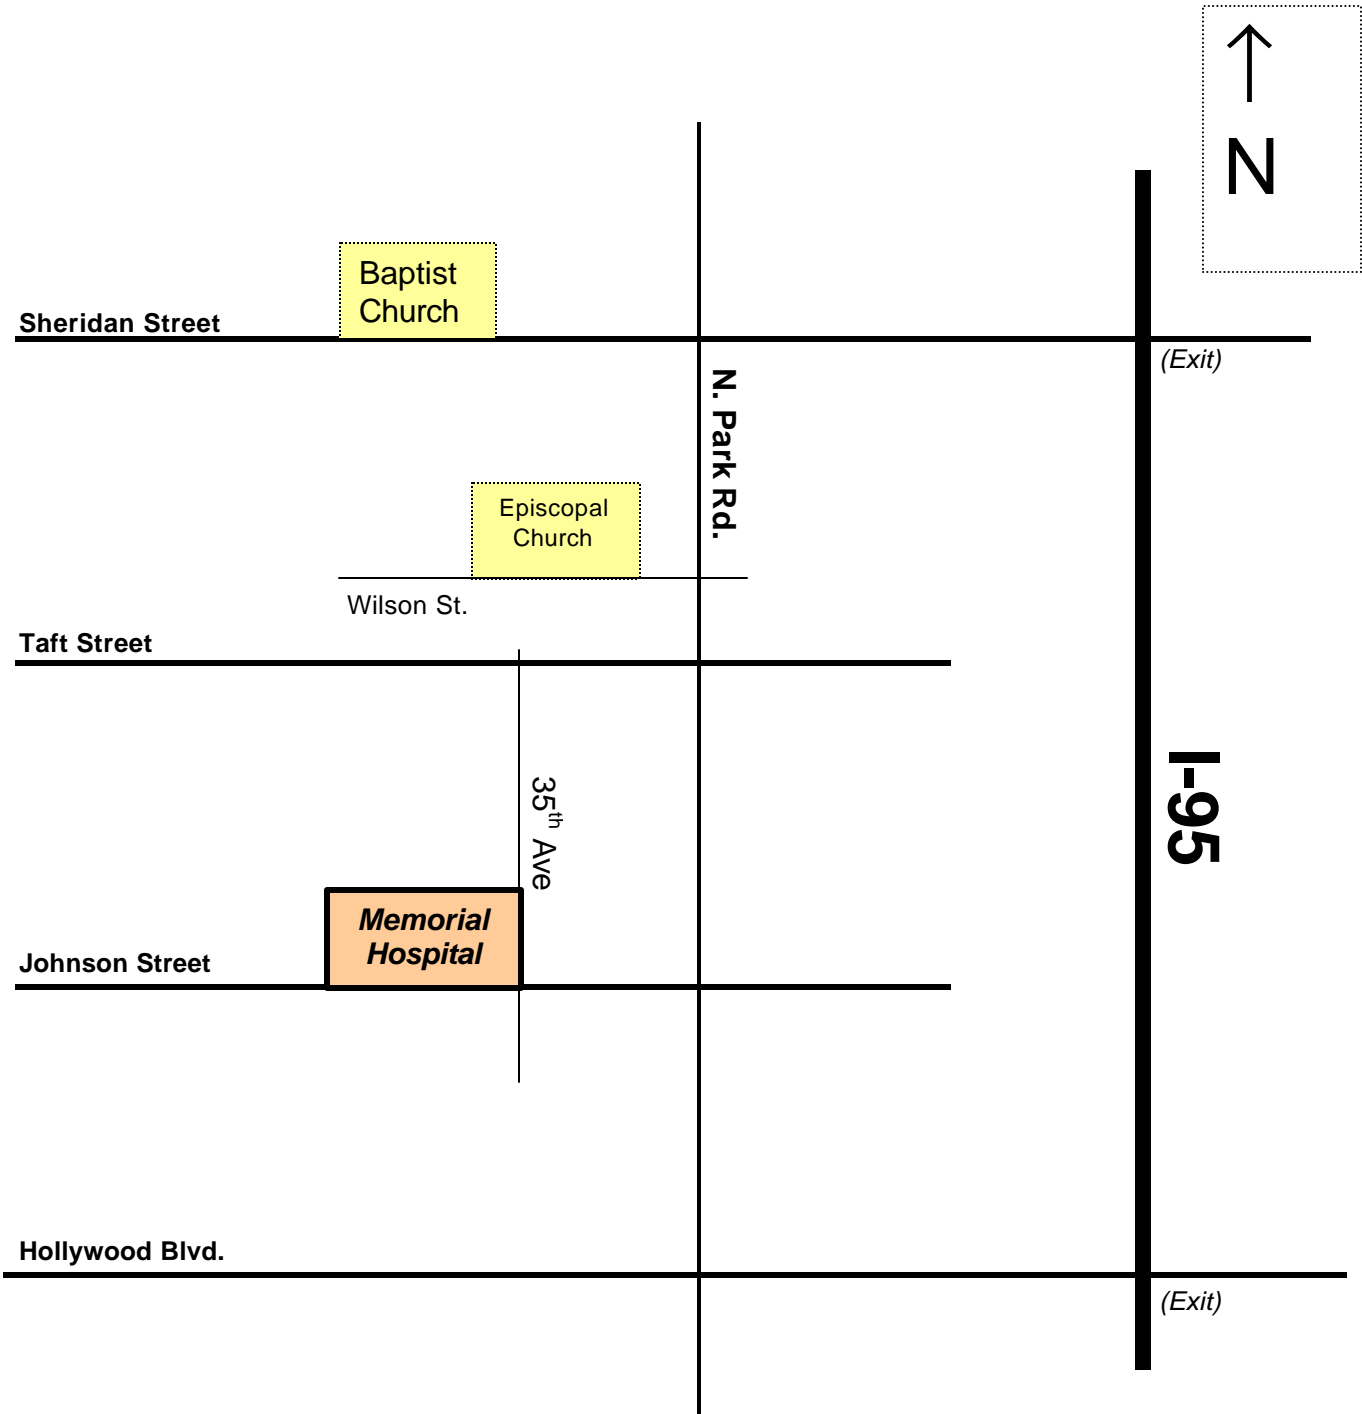 N
Baptist
Church
Sheridan Street
(Exit)
N. Park Rd.
Episcopal
Church
Wilson St.
Taft Street
I-95
35th Ave
Memorial
Hospital
Johnson Street
Hollywood Blvd.
(Exit)